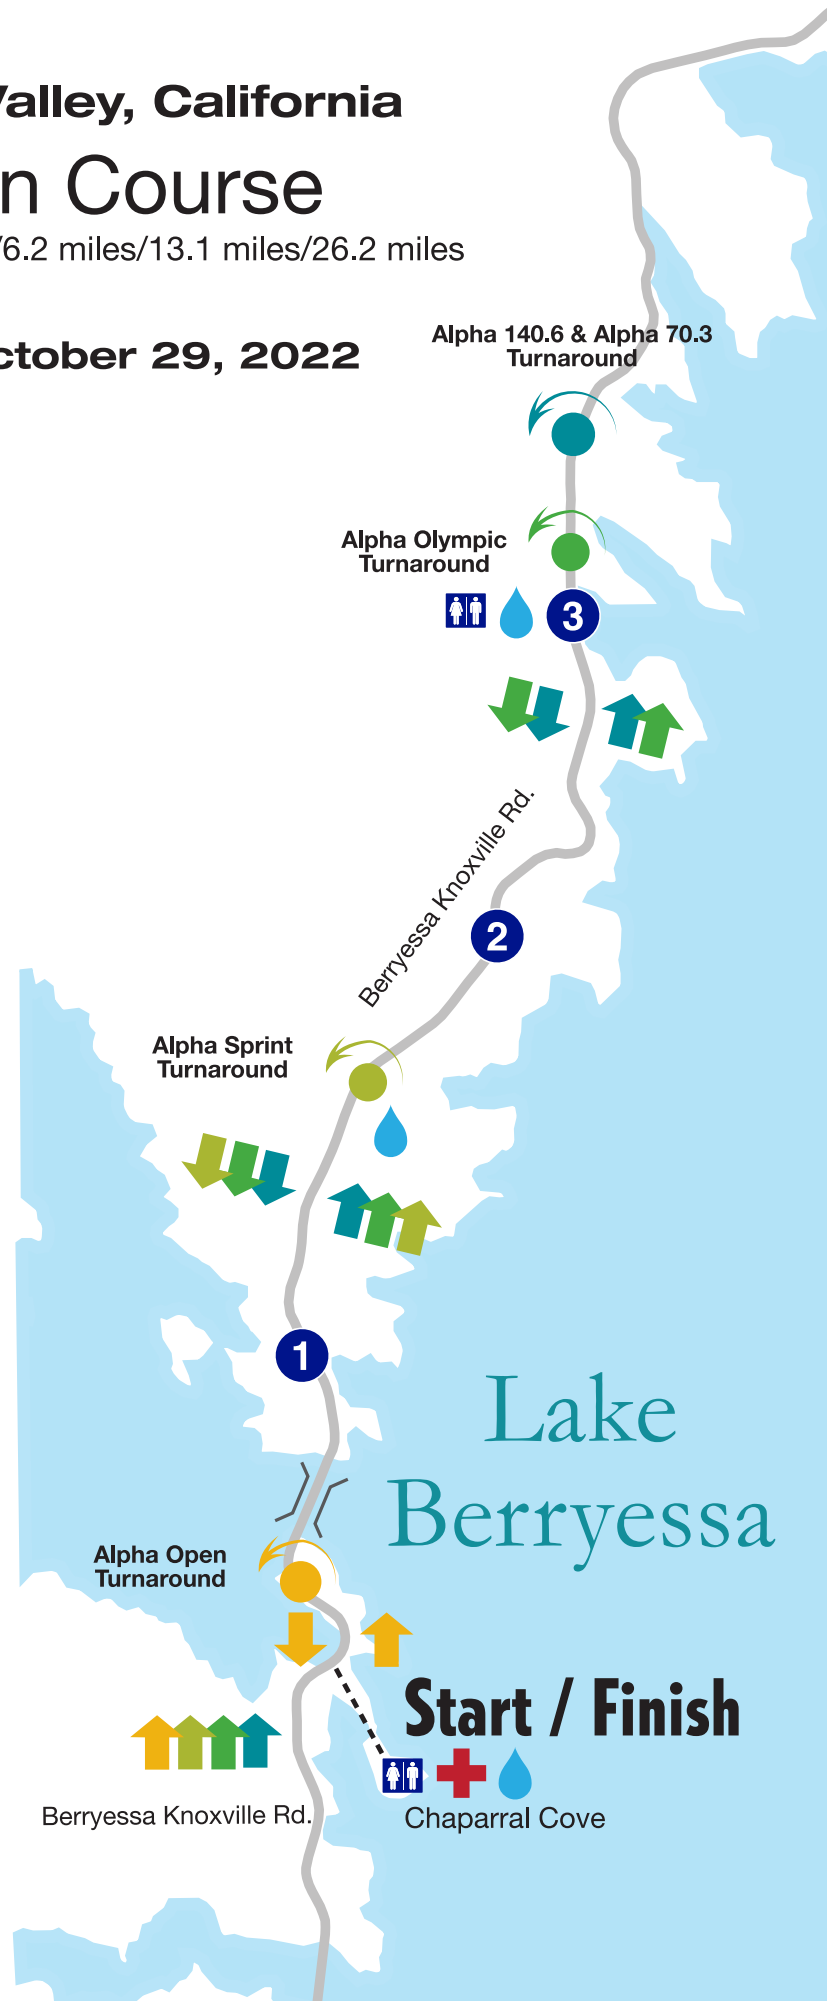 Valley, California
n Course
/6.2 miles/13.1 miles/26.2 miles
ctober 29, 2022
Alpha 140.6 & Alpha 70.3
Turnaround
Alpha Olympic
Turnaround
3
Berryessa Knoxville Rd.
2
Alpha Sprint
Turnaround
1
Lake
Berryessa
Alpha Open
Turnaround
Start / Finish
Berryessa Knoxville Rd.
Chaparral Cove